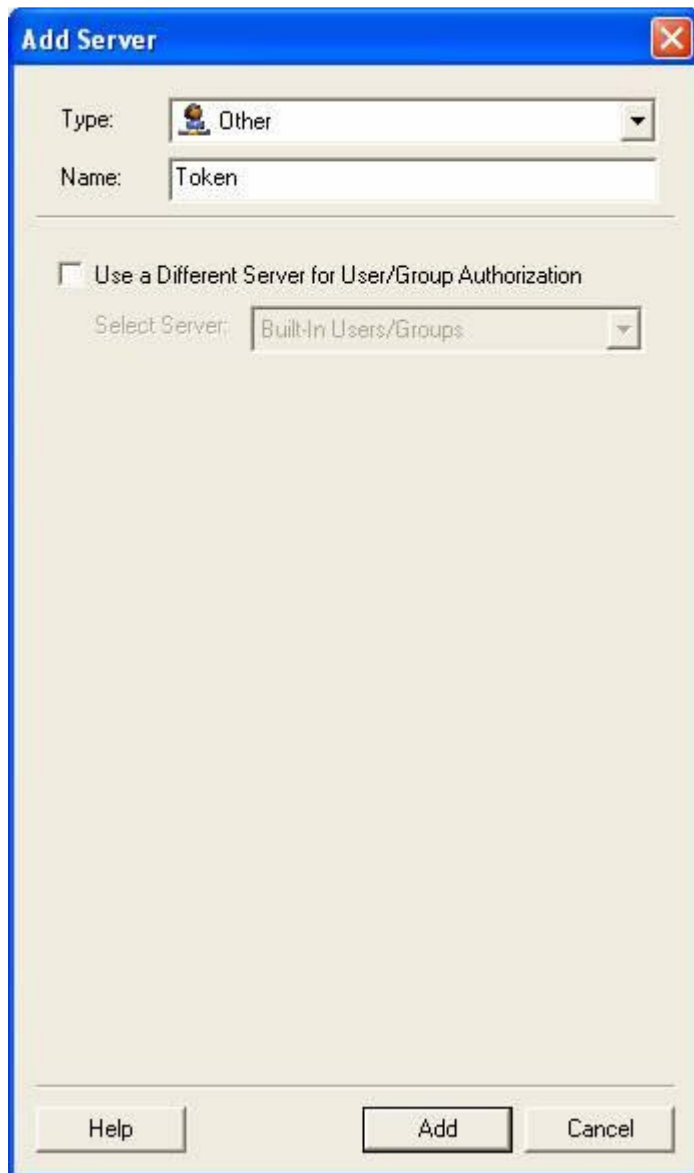 Add Server
Type: Other
Name: Token
Use a Different Server for User/Group Authorization
Select Server: Built-In Users/Groups
Help Add Cancel